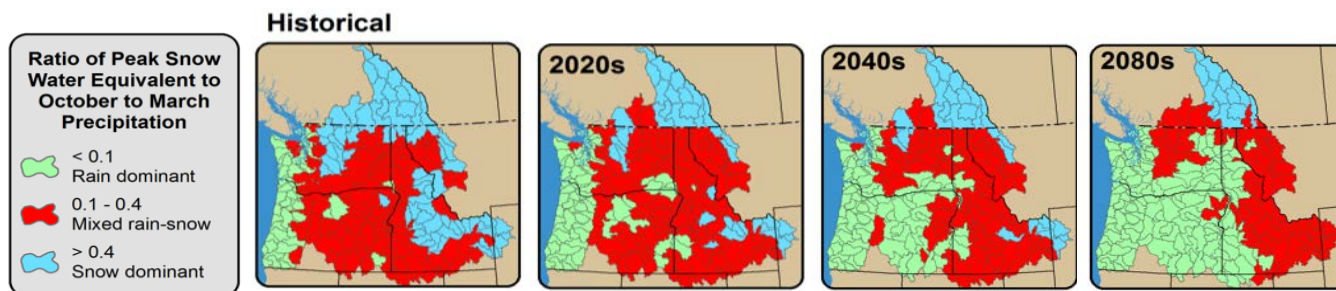 Historical
Ratio of Peak Snow
Water Equivalent to
October to March
Precipitation
< 0.1
Rain dominant
0.1 - 0.4
Mixed rain-snow
> 0.4
Snow dominant
2020s
2040s
2080s